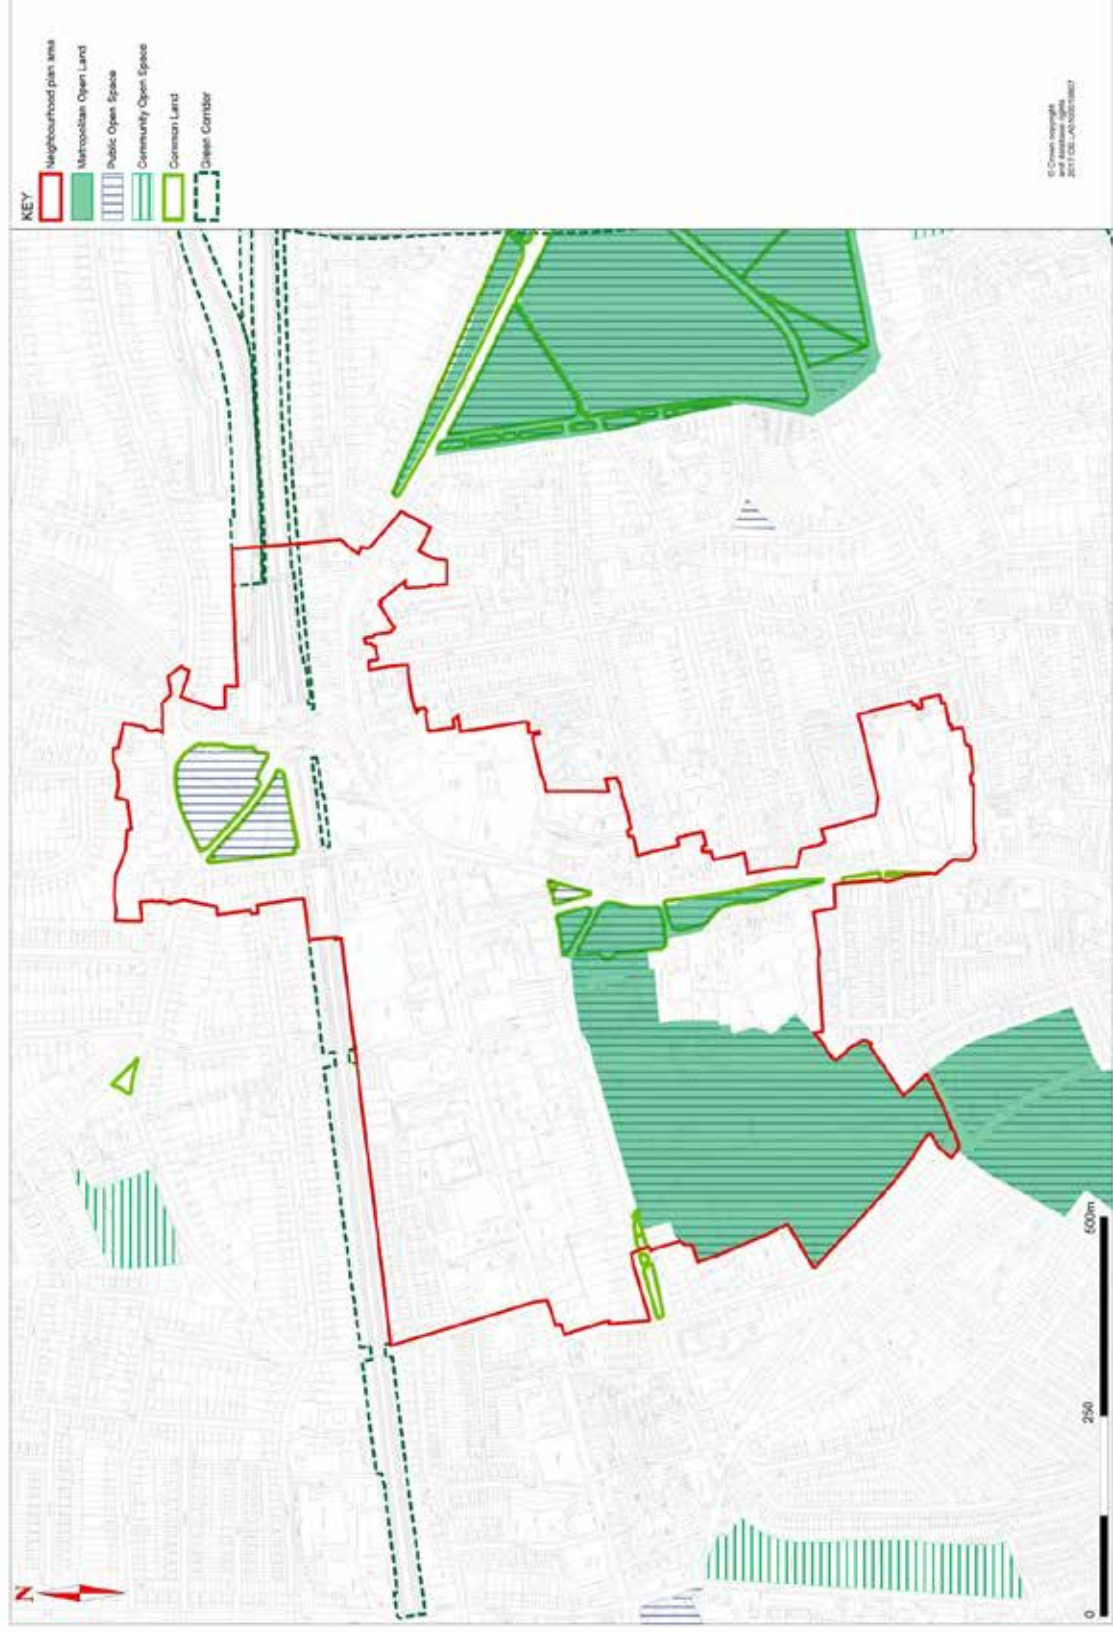 KEY
Neighbourhood plan area
Metropolitan Open Land
Public Open Space
Community Open Space
Common Land
Green Corridor
N
0
250
500m
© Crown copyright
and database rights
2017